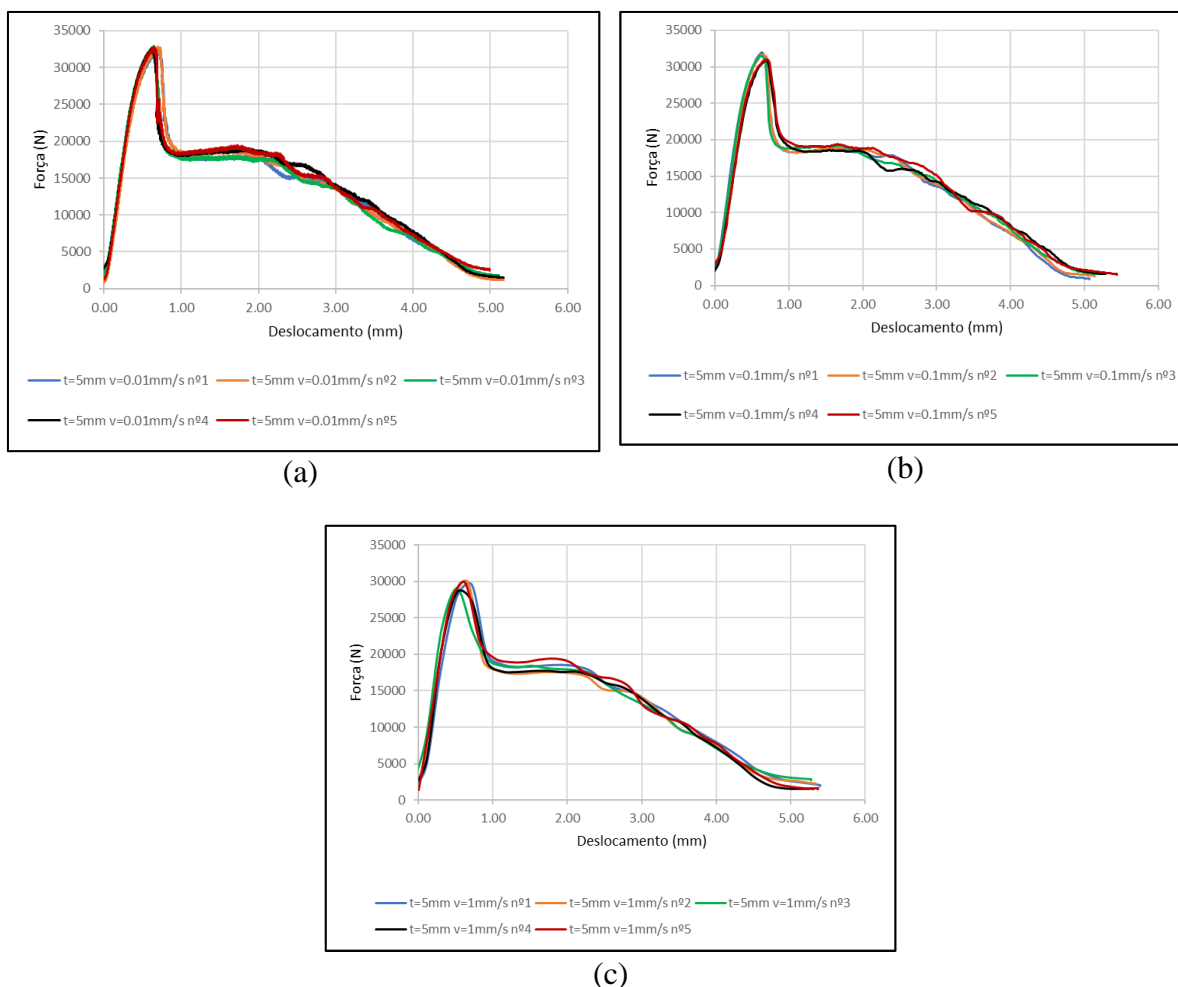 35000
30000
25000
20000
15000
10000
5000
0
Força (N)
0.00 1.00 2.00 3.00 4.00 5.00 6.00
Deslocamento (mm)
t=5mm v=0.01mm/s nº1 t=5mm v=0.01mm/s nº2 t=5mm v=0.01mm/s nº3
t=5mm v=0.01mm/s nº4 t=5mm v=0.01mm/s nº5
(a)
35000
30000
25000
20000
15000
10000
5000
0
Força (N)
0.00 1.00 2.00 3.00 4.00 5.00 6.00
Deslocamento (mm)
t=5mm v=0.1mm/s nº1 t=5mm v=0.1mm/s nº2 t=5mm v=0.1mm/s nº3
t=5mm v=0.1mm/s nº4 t=5mm v=0.1mm/s nº5
(b)
35000
30000
25000
20000
15000
10000
5000
0
Força (N)
0.00 1.00 2.00 3.00 4.00 5.00 6.00
Deslocamento (mm)
t=5mm v=1mm/s nº1 t=5mm v=1mm/s nº2 t=5mm v=1mm/s nº3
t=5mm v=1mm/s nº4 t=5mm v=1mm/s nº5
(c)